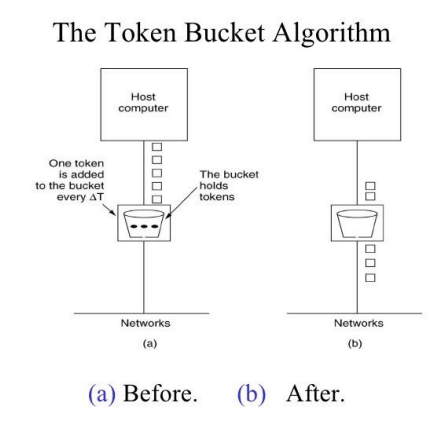 The Token Bucket Algorithm
Host
computer
One token
is added
to the bucket
every ΔT
The bucket
holds
tokens
Networks
(a)
Host
computer
Networks
(b)
(a) Before. (b) After.